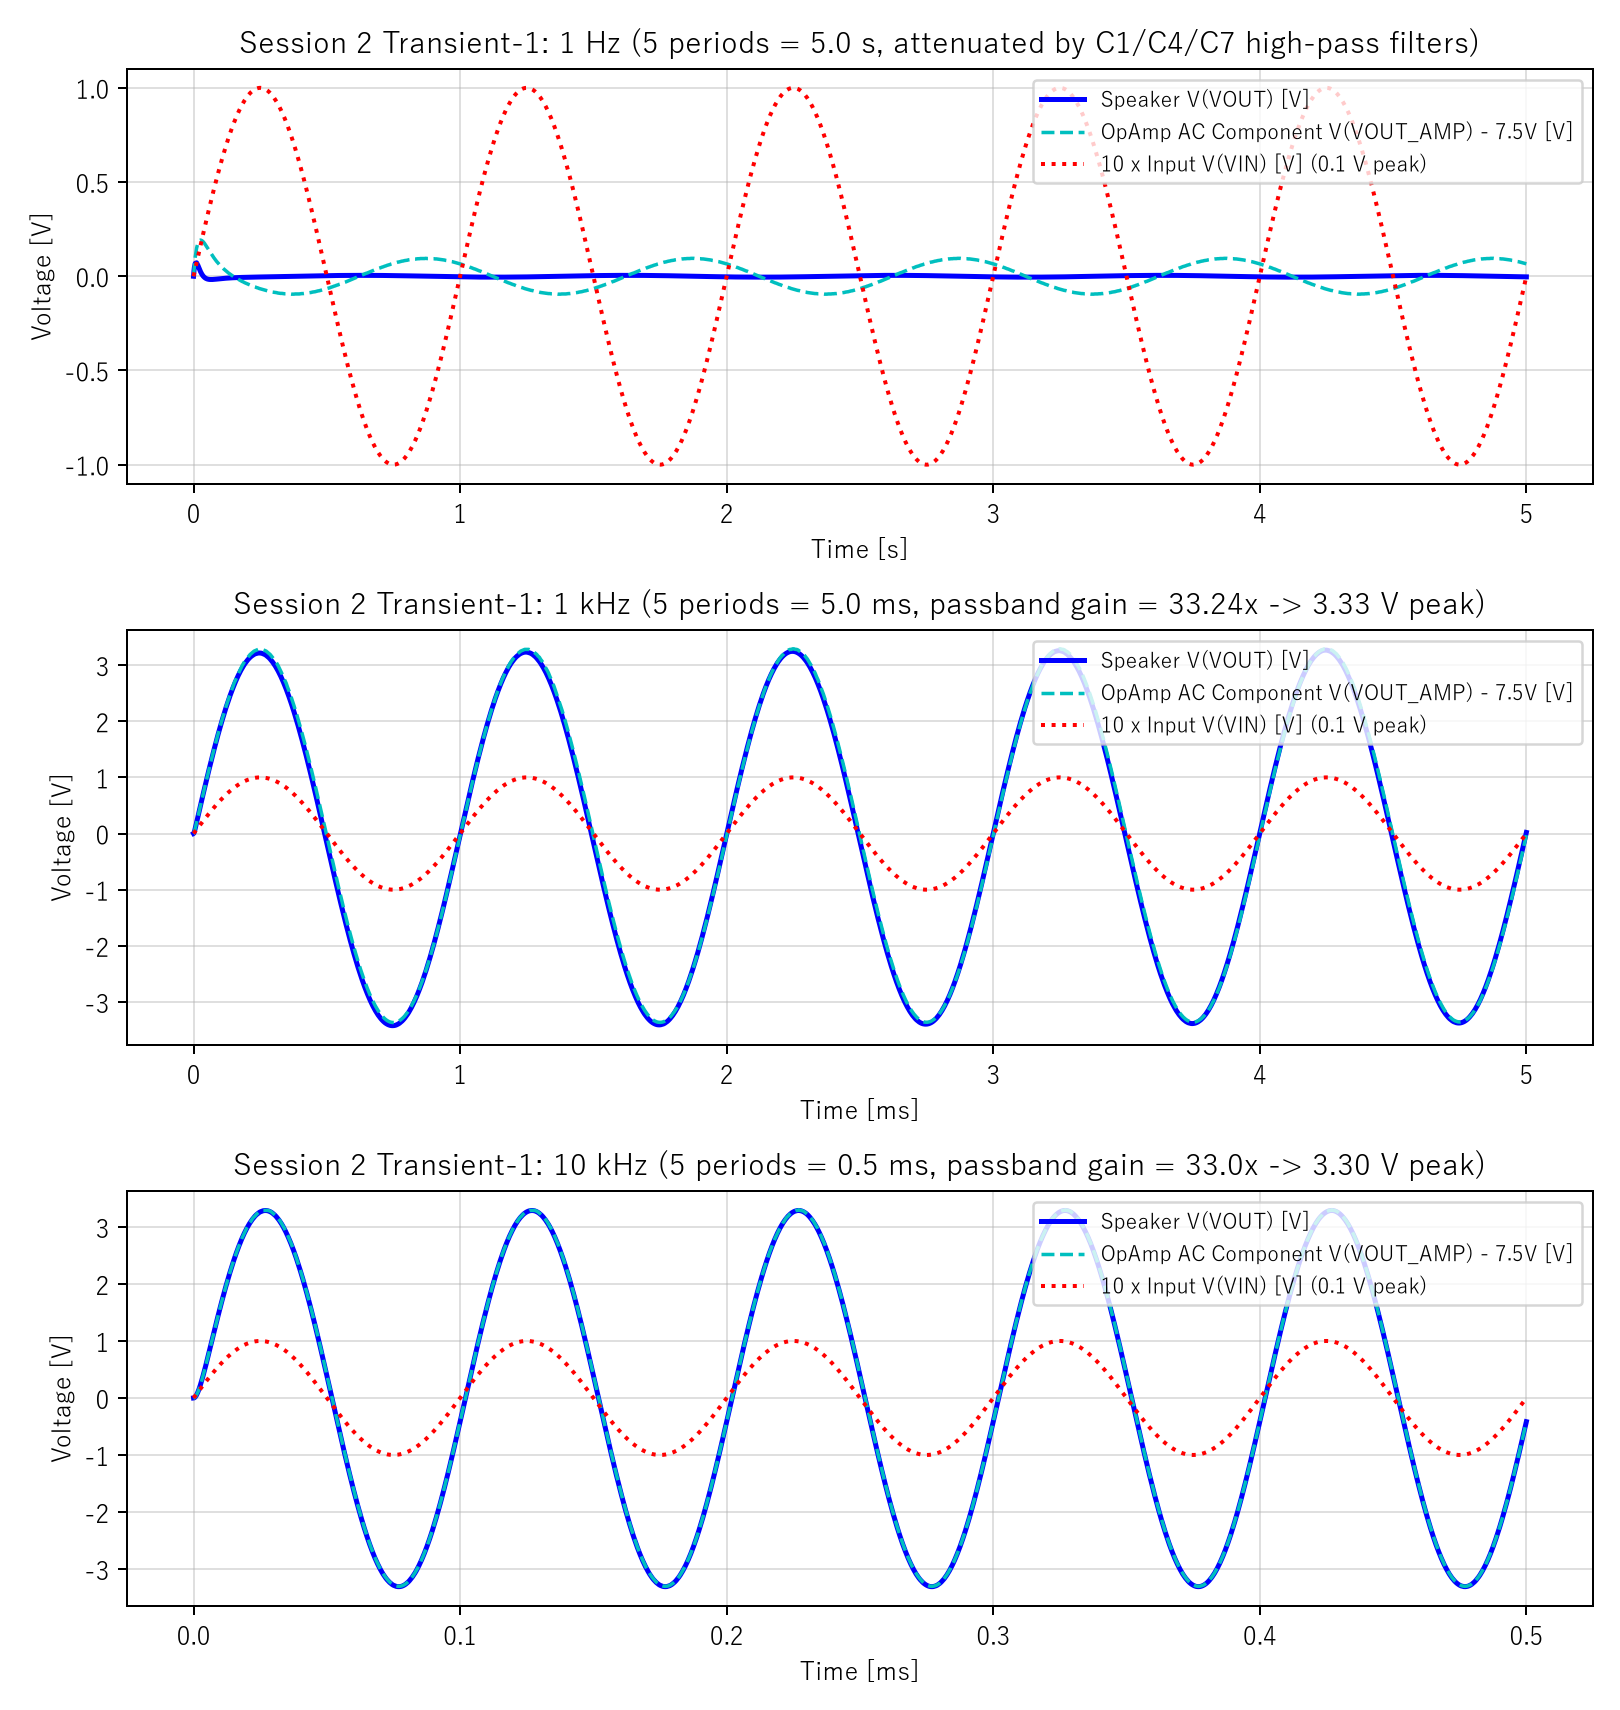 Session 2 Transient-1: 1 Hz (5 periods = 5.0 s, attenuated by C1/C4/C7 high-pass filters)
Speaker V(VOUT) [V]
OpAmp AC Component V(VOUT_AMP) - 7.5V [V]
10 x Input V(VIN) [V] (0.1 V peak)
1.0
0.5
0.0
-0.5
-1.0
Voltage [V]
0 1 2 3 4 5
Time [s]
Session 2 Transient-1: 1 kHz (5 periods = 5.0 ms, passband gain = 33.24x -> 3.33 V peak)
Speaker V(VOUT) [V]
OpAmp AC Component V(VOUT_AMP) - 7.5V [V]
10 x Input V(VIN) [V] (0.1 V peak)
3
2
1
0
-1
-2
-3
Voltage [V]
0 1 2 3 4 5
Time [ms]
Session 2 Transient-1: 10 kHz (5 periods = 0.5 ms, passband gain = 33.0x -> 3.30 V peak)
Speaker V(VOUT) [V]
OpAmp AC Component V(VOUT_AMP) - 7.5V [V]
10 x Input V(VIN) [V] (0.1 V peak)
3
2
1
0
-1
-2
-3
Voltage [V]
0.0 0.1 0.2 0.3 0.4 0.5
Time [ms]